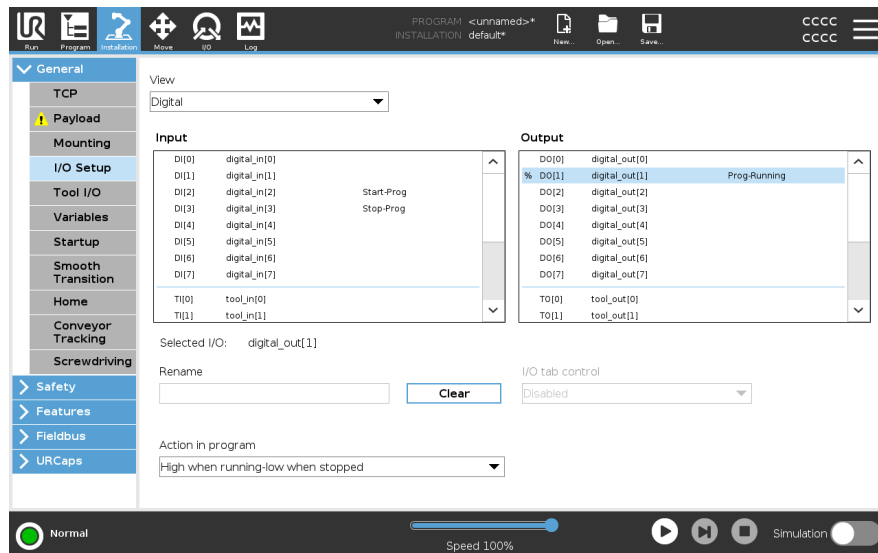 PROGRAM <unnamed>*
INSTALLATION default*
CCCC
CCCC
Run Program Installation Move I/O Log New... Open... Save...
General
TCP
Payload
Mounting
I/O Setup
Tool I/O
Variables
Startup
Smooth
Transition
Home
Conveyor
Tracking
Screwdriving
Safety
Features
Fieldbus
URCaps
View
Digital
Input
DI[0] digital_in[0]
DI[1] digital_in[1]
DI[2] digital_in[2] Start-Prog
DI[3] digital_in[3] Stop-Prog
DI[4] digital_in[4]
DI[5] digital_in[5]
DI[6] digital_in[6]
DI[7] digital_in[7]
TI[0] tool_in[0]
TI[1] tool_in[1]
Output
DO[0] digital_out[0]
% DO[1] digital_out[1] Prog-Running
DO[2] digital_out[2]
DO[3] digital_out[3]
DO[4] digital_out[4]
DO[5] digital_out[5]
DO[6] digital_out[6]
DO[7] digital_out[7]
TO[0] tool_out[0]
TO[1] tool_out[1]
Selected I/O: digital_out[1]
Rename
Clear
I/O tab control
Disabled
Action in program
High when running-low when stopped
Normal
Speed 100%
Simulation